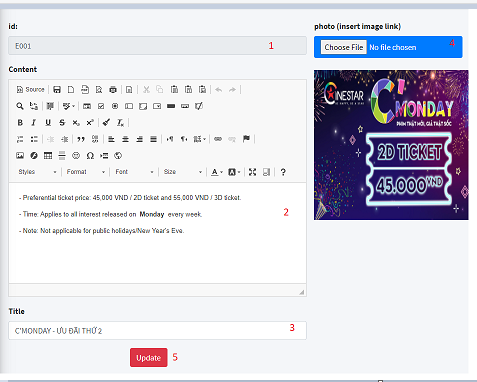 id:
E001
1
Content
Source
Styles
Format
Font
Size
- Preferential ticket price: 45,000 VND / 2D ticket and 55,000 VND / 3D ticket.
- Time: Applies to all interest released on Monday every week.
- Note: Not applicable for public holidays/New Year's Eve.
2
Title
C'MONDAY - ƯU ĐÃI THỨ 2
3
Update
5
photo (insert image link)
Choose File No file chosen
4
CINESTAR
C'MONDAY
PHIM THẬT MỚI, GIÁ THẬT SỐC
2D TICKET
45.000VND